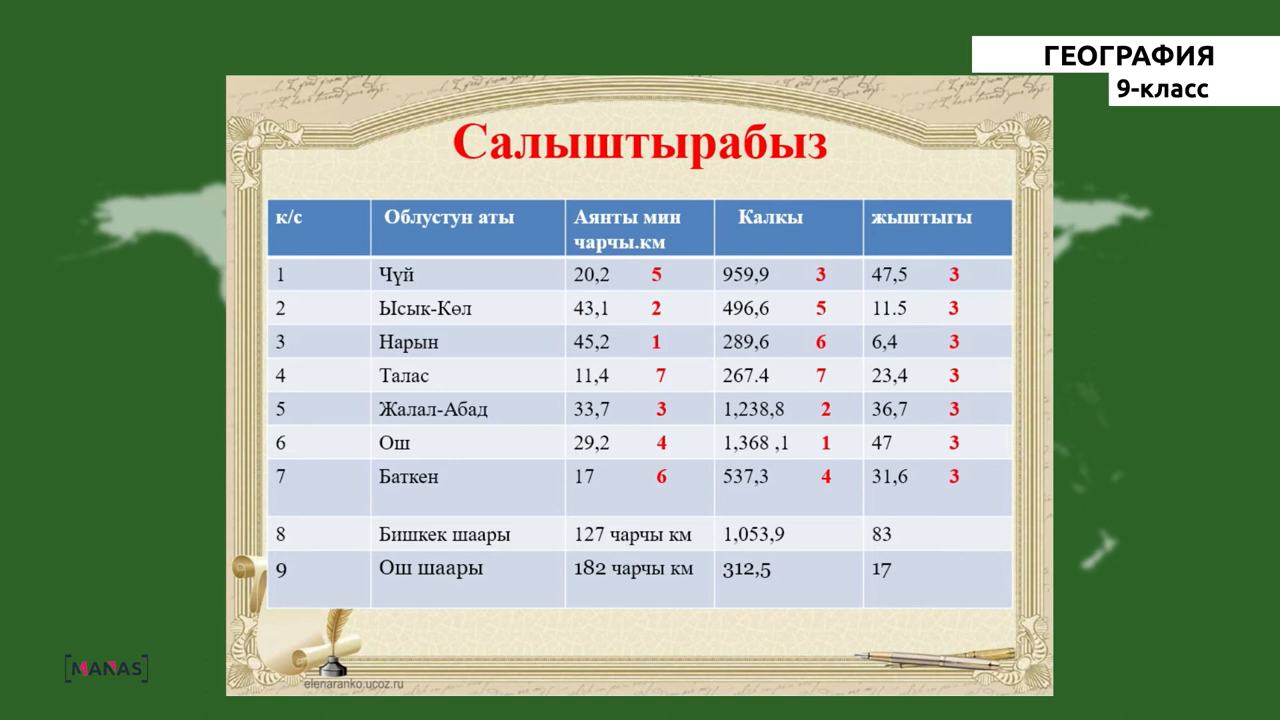 ГЕОГРАФИЯ
9-класс
Салыштырабыз
к/с Облустун аты Аянты мин чарчы.км Калкы жыштыгы
1 Чүй 20,2 5 959,9 3 47,5 3
2 Ысык-Көл 43,1 2 496,6 5 11.5 3
3 Нарын 45,2 1 289,6 6 6,4 3
4 Талас 11,4 7 267.4 7 23,4 3
5 Жалал-Абад 33,7 3 1,238,8 2 36,7 3
6 Ош 29,2 4 1,368 ,1 1 47 3
7 Баткен 17 6 537,3 4 31,6 3
8 Бишкек шаары 127 чарчы км 1,053,9 83
9 Ош шаары 182 чарчы км 312,5 17
[MANAS]
elenaranko.ucoz.ru